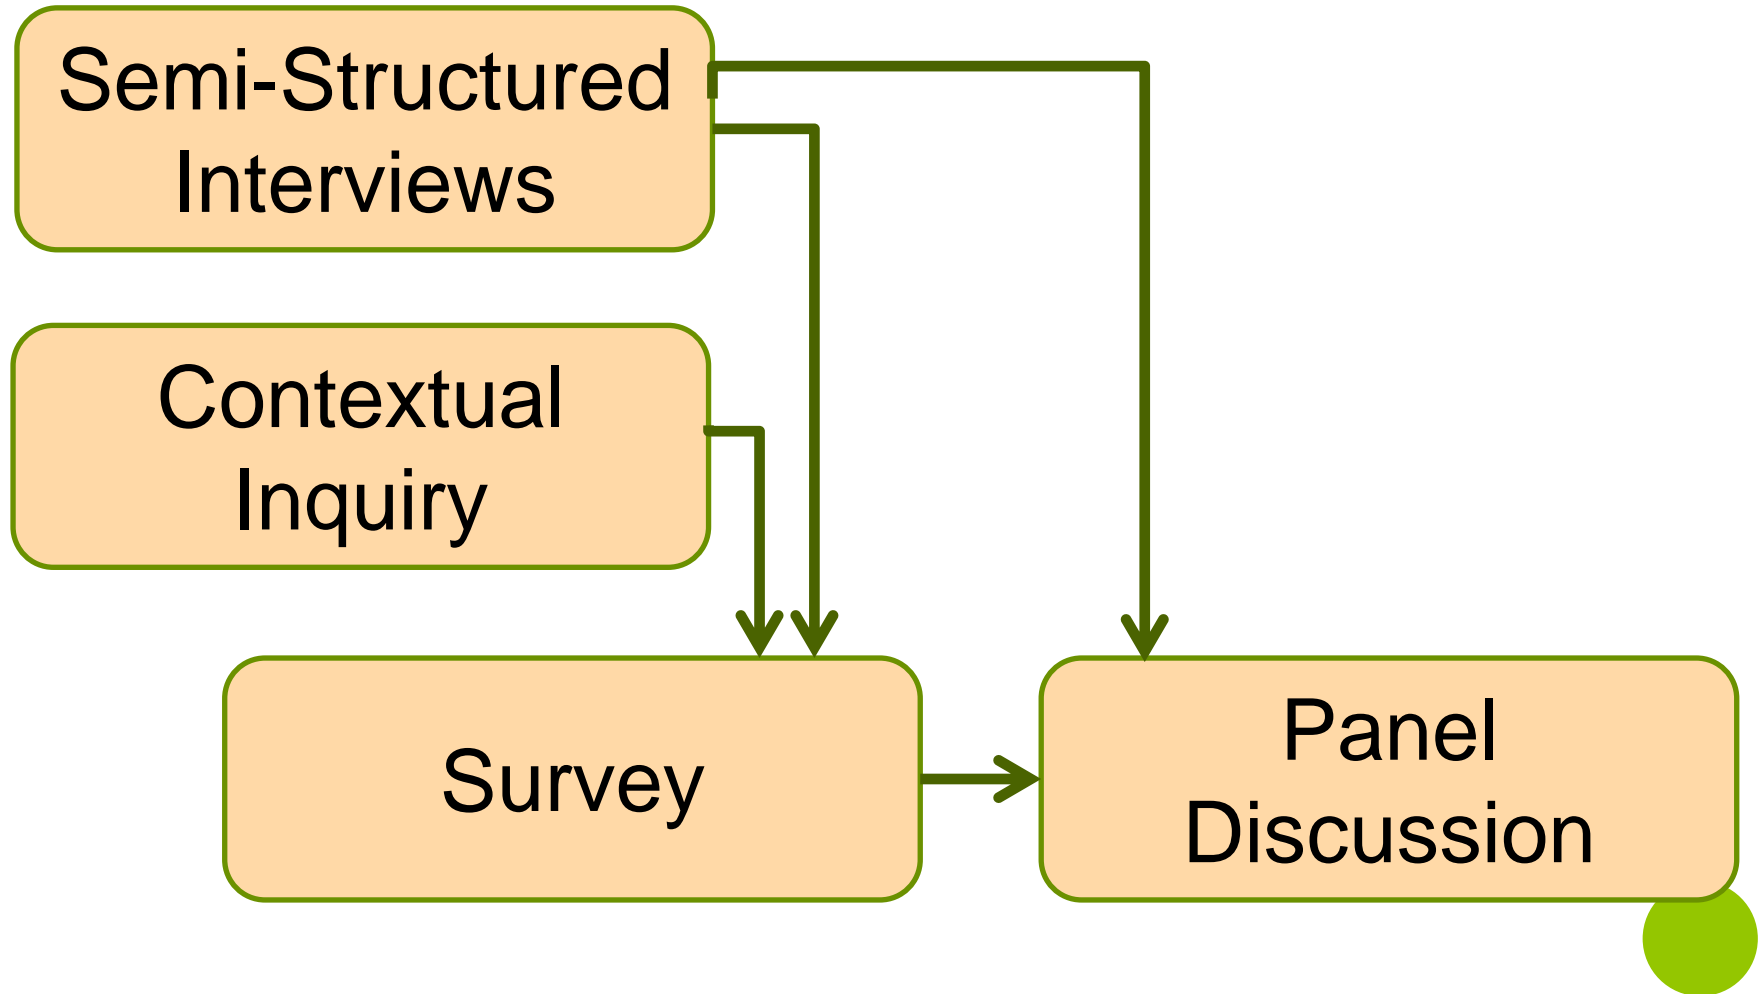 Semi-Structured
Interviews
Contextual
Inquiry
Survey
Panel
Discussion